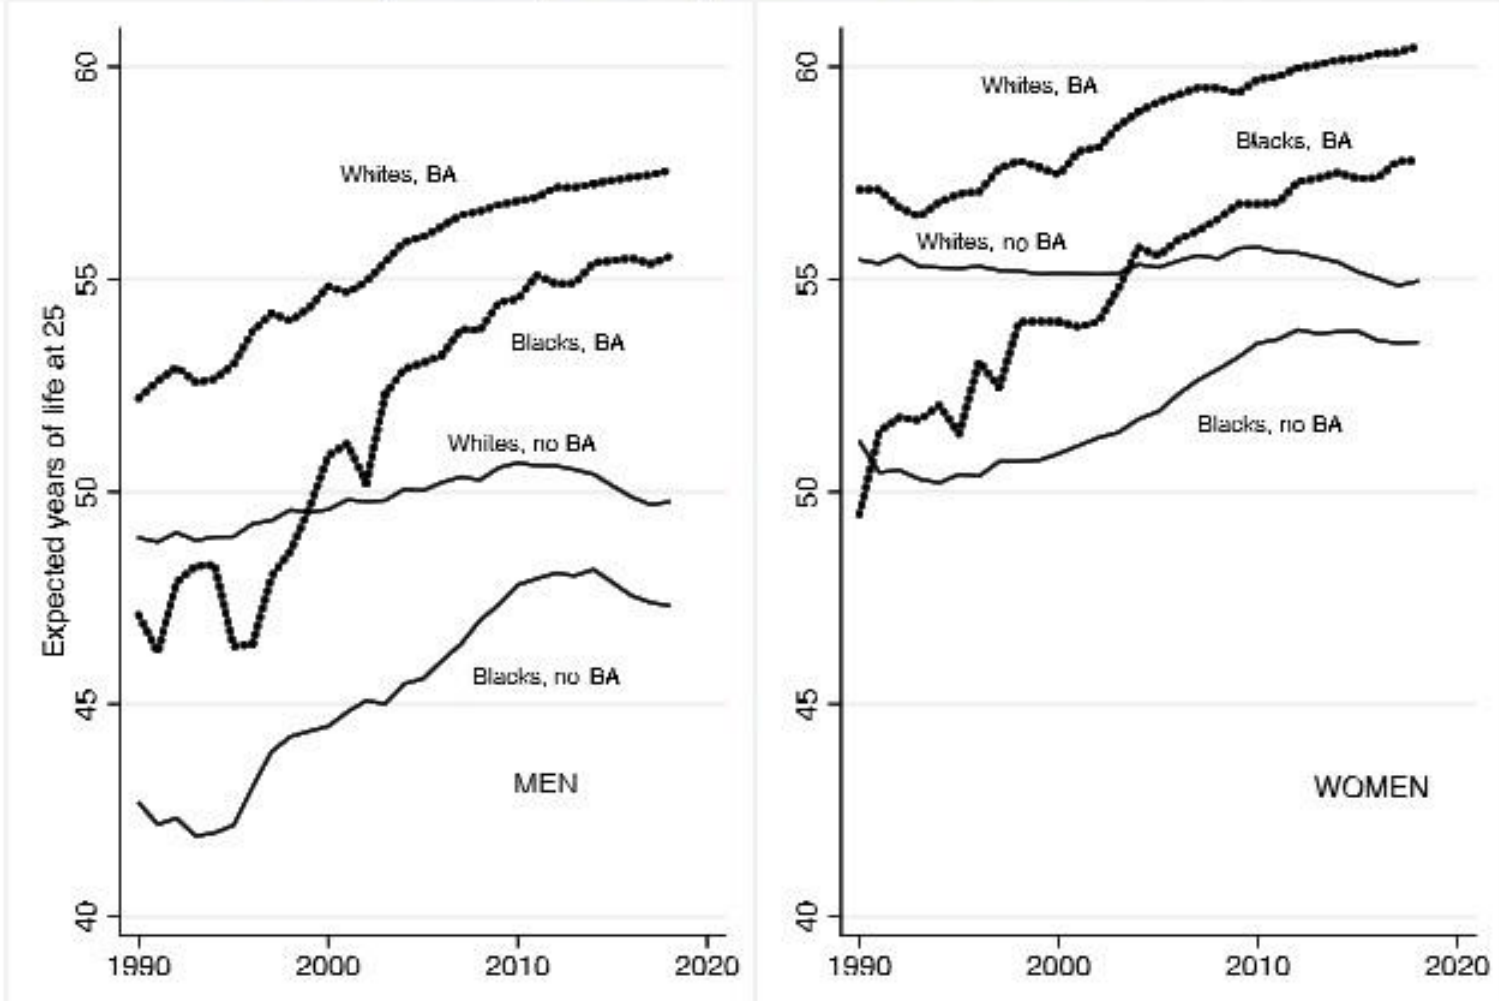 Expected years of life at 25
60
55
50
45
40
1990
2000
2010
2020
Whites, BA
Blacks, BA
Whites, no BA
Blacks, no BA
MEN
60
55
50
45
40
1990
2000
2010
2020
Whites, BA
Blacks, BA
Whites, no BA
Blacks, no BA
WOMEN